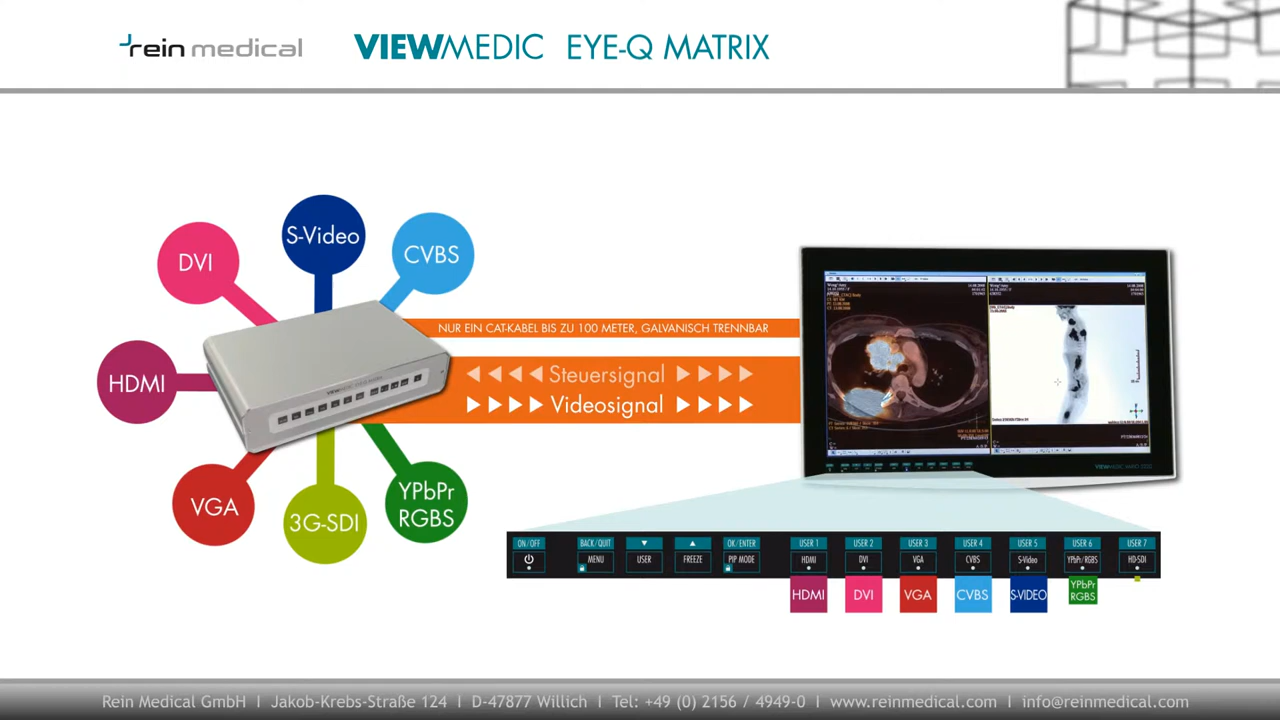 rein medical VIEWMEDIC EYE-Q MATRIX
S-Video
DVI
CVBS
HDMI
VGA
3G-SDI
YPbPr
RGBS
NUR EIN CAT-KABEL BIS ZU 100 METER, GALVANISCH TRENNBAR
Steuersignal
Videosignal
ON/OFF BACK/QUIT OK/ENTER USER 1 USER 2 USER 3 USER 4 USER 5 USER 6 USER 7
MENU USER FREEZE PIP MODE HDMI DVI VGA CVBS S-Video YPbPr/RGBS HD-SDI
HDMI DVI VGA CVBS S-VIDEO YPbPr
RGBS
Rein Medical GmbH | Jakob-Krebs-Straße 124 | D-47877 Willich | Tel: +49 (0) 2156 / 4949-0 | www.reinmedical.com | info@reinmedical.com